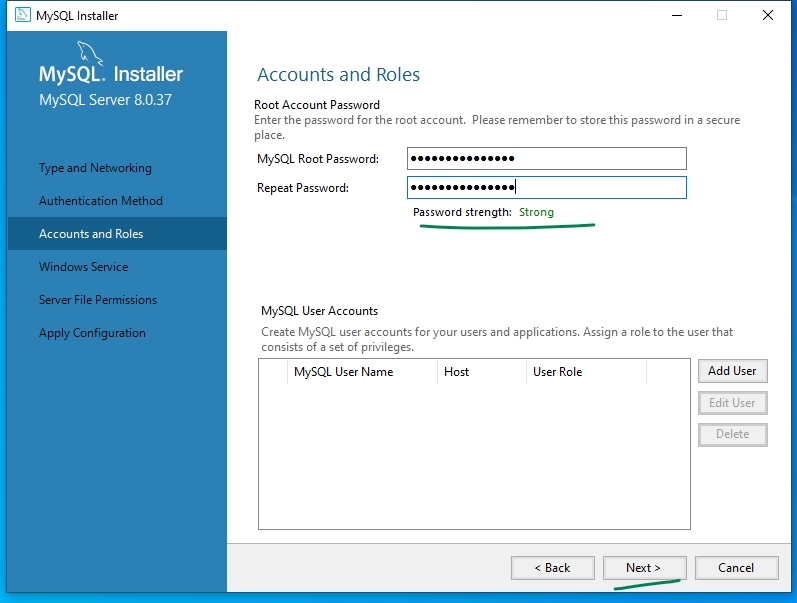 MySQL Installer
MySQL. Installer
MySQL Server 8.0.37
Type and Networking
Authentication Method
Accounts and Roles
Windows Service
Server File Permissions
Apply Configuration
Accounts and Roles
Root Account Password
Enter the password for the root account. Please remember to store this password in a secure
place.
MySQL Root Password: ●●●●●●●●●●●●●●●
Repeat Password: ●●●●●●●●●●●●●●●
Password strength: Strong
MySQL User Accounts
Create MySQL user accounts for your users and applications. Assign a role to the user that
consists of a set of privileges.
MySQL User Name Host User Role
Add User
Edit User
Delete
< Back Next > Cancel